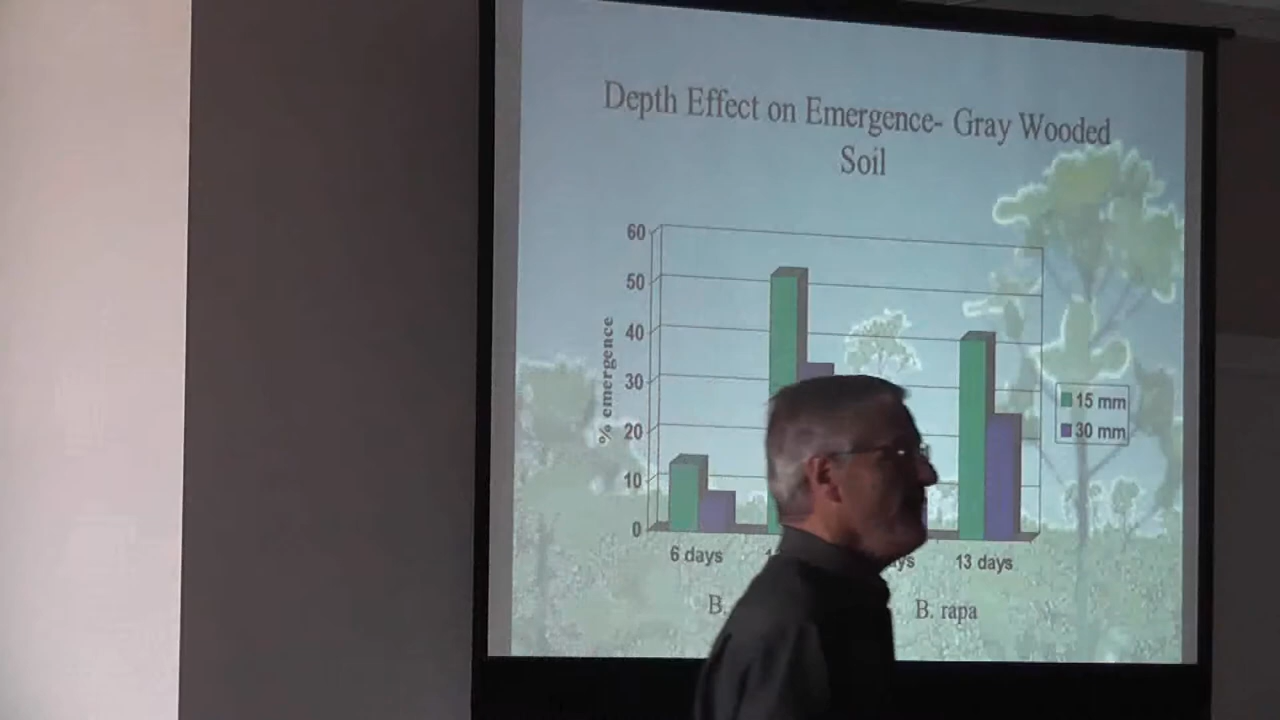 Depth Effect on Emergence- Gray Wooded
Soil
60
50
40
30
20
10
0
% emergence
15 mm
30 mm
6 days
13 days
B.
B. rapa